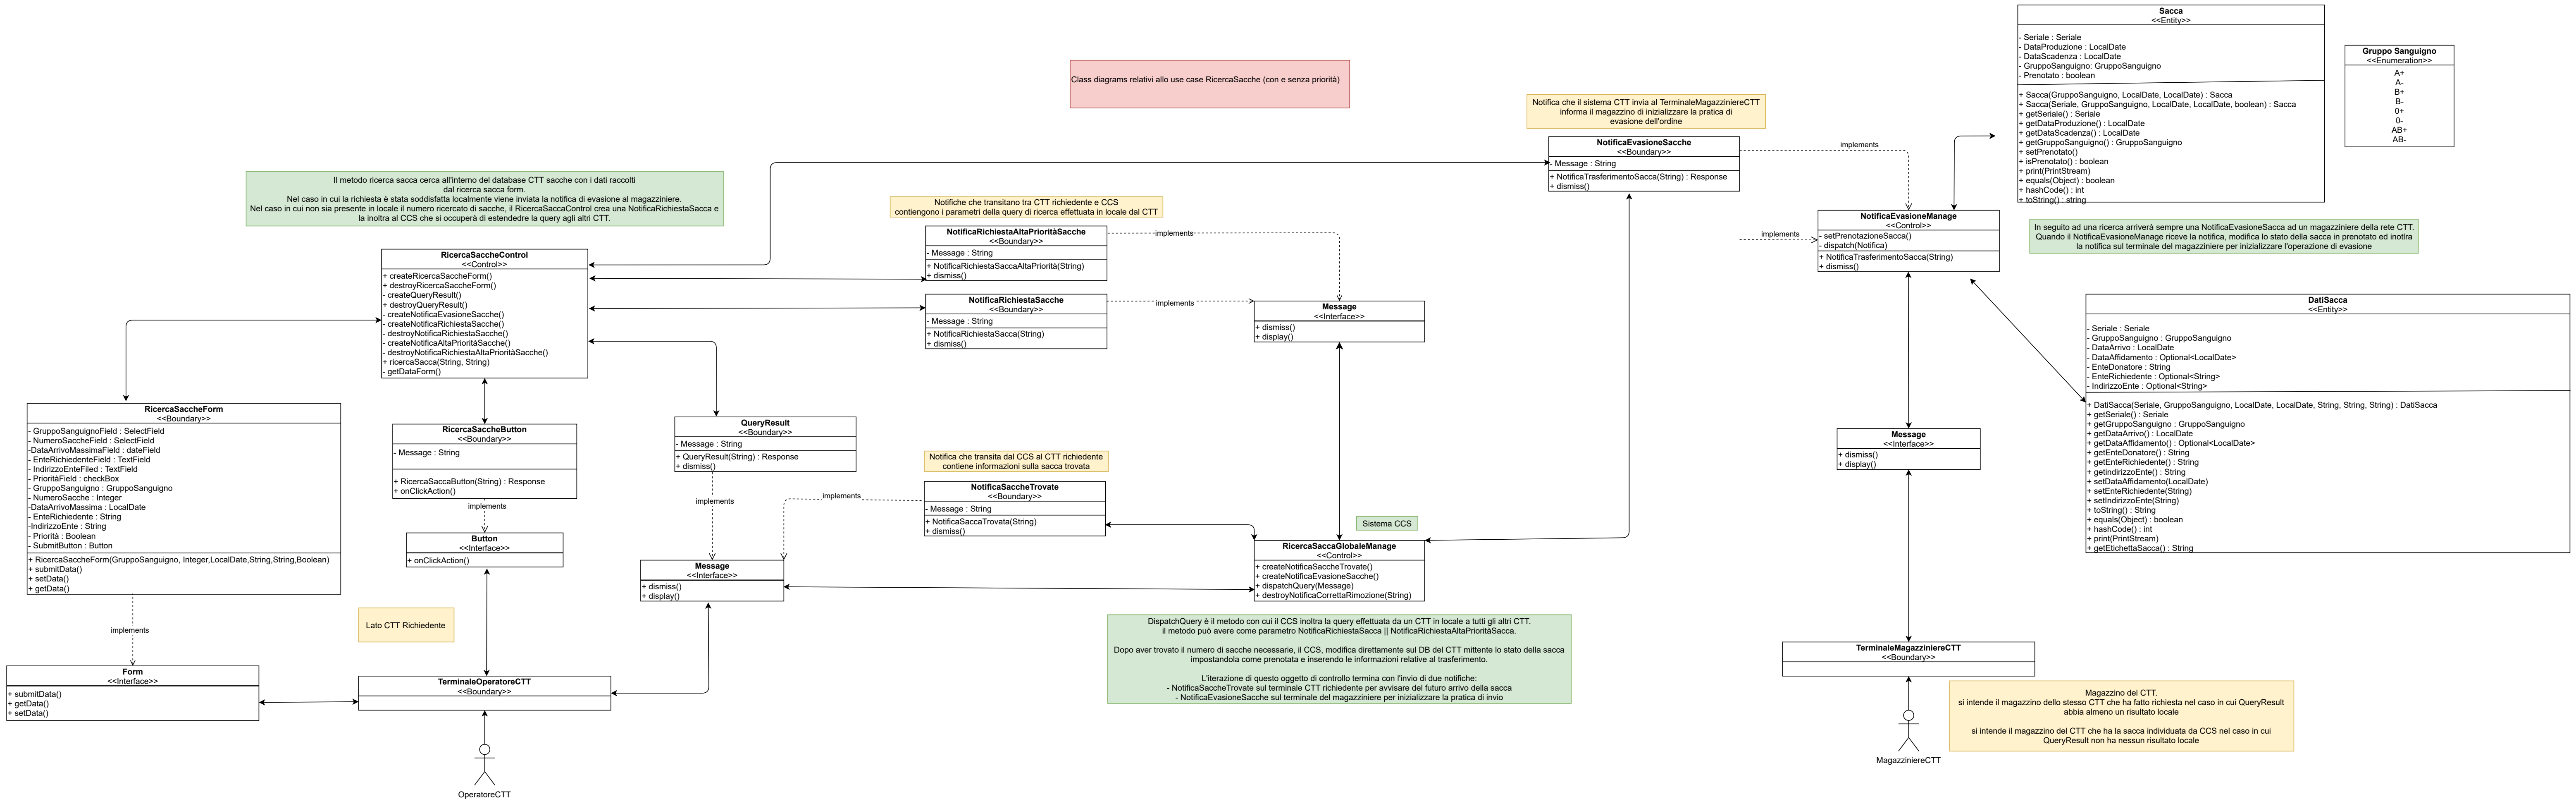 Class diagrams relativi allo use case RicercaSacche (con e senza priorità)
Il metodo ricerca sacca cerca all'interno del database CTT sacche con i dati raccolti
dal ricerca sacca form.
Nel caso in cui la richiesta è stata soddisfatta localmente viene inviata la notifica di evasione al magaziniere.
Nel caso in cui non sia presente in locale il numero ricercato di sacche, il RicercaSaccaControl crea una NotificaRichiestaSacca e
la inoltra al CCS che si occuperà di estendedre la query agli altri CTT.
RicercaSaccheControl
<<Control>>
+ createRicercaSaccheForm()
+ destroyRicercaSaccheForm()
- createQueryResult()
+ destroyQueryResult()
- createNotificaEvasioneSacche()
- createNotificaRichiestaSacche()
- destroyNotificaRichiestaSacche()
- createNotificaAltaPrioritàSacche()
- destroyNotificaRichiestaAltaPrioritàSacche()
+ ricercaSacca(String, String)
- getDataForm()
RicercaSaccheForm
<<Boundary>>
- GruppoSanguignoField : SelectField
- NumeroSaccheField : SelectField
-DataArrivoMassimaField : dateField
- EnteRichiedenteField : TextField
- IndirizzoEnteFiled : TextField
- PrioritàField : checkBox
- GruppoSanguigno : GruppoSanguigno
- NumeroSacche : Integer
-DataArrivoMassima : LocalDate
- EnteRichiedente : String
-IndirizzoEnte : String
- Priorità : Boolean
- SubmitButton : Button
+ RicercaSaccheForm(GruppoSanguigno, Integer,LocalDate,String,String,Boolean)
+ submitData()
+ setData()
+ getData()
implements
Form
<<Interface>>
+ submitData()
+ getData()
+ setData()
RicercaSaccheButton
<<Boundary>>
- Message : String
+ RicercaSaccaButton(String) : Response
+ onClickAction()
implements
Button
<<Interface>>
+ onClickAction()
Lato CTT Richiedente
TerminaleOperatoreCTT
<<Boundary>>
OperatoreCTT
QueryResult
<<Boundary>>
- Message : String
+ QueryResult(String) : Response
+ dismiss()
implements
Message
<<Interface>>
+ dismiss()
+ display()
Notifiche che transitano tra CTT richiedente e CCS
contiengono i parametri della query di ricerca effettuata in locale dal CTT
NotificaRichiestaAltaPrioritàSacche
<<Boundary>>
- Message : String
+ NotificaRichiestaSaccaAltaPriorità(String)
+ dismiss()
implements
NotificaRichiestaSacche
<<Boundary>>
- Message : String
+ NotificaRichiestaSacca(String)
+ dismiss()
implements
Message
<<Interface>>
+ dismiss()
+ display()
Notifica che transita dal CCS al CTT richiedente
contiene informazioni sulla sacca trovata
NotificaSaccheTrovate
<<Boundary>>
- Message : String
+ NotificaSaccaTrovata(String)
+ dismiss()
implements
Sistema CCS
RicercaSaccaGlobaleManage
<<Control>>
+ createNotificaSaccheTrovate()
+ createNotificaEvasioneSacche()
+ dispatchQuery(Message)
+ destroyNotificaCorrettaRimozione(String)
DispatchQuery è il metodo con cui il CCS inoltra la query effettuata da un CTT in locale a tutti gli altri CTT.
il metodo può avere come parametro NotificaRichiestaSacca || NotificaRichiestaAltaPrioritàSacca.
Dopo aver trovato il numero di sacche necessarie, il CCS, modifica direttamente sul DB del CTT mittente lo stato della sacca
impostandola come prenotata e inserendo le informazioni relative al trasferimento.
L'iterazione di questo oggetto di controllo termina con l'invio di due notifiche:
- NotificaSaccheTrovate sul terminale CTT richiedente per avvisare del futuro arrivo della sacca
- NotificaEvasioneSacche sul terminale del magazziniere per inizializzare la pratica di invio
Notifica che il sistema CTT invia al TerminaleMagazziniereCTT
informa il magazzino di inizializzare la pratica di
evasione dell'ordine
NotificaEvasioneSacche
<<Boundary>>
- Message : String
+ NotificaTrasferimentoSacca(String) : Response
+ dismiss()
implements
implements
NotificaEvasioneManage
<<Control>>
- setPrenotazioneSacca()
- dispatch(Notifica)
+ NotificaTrasferimentoSacca(String)
+ dismiss()
Message
<<Interface>>
+ dismiss()
+ display()
TerminaleMagazziniereCTT
<<Boundary>>
MagazziniereCTT
Magazzino del CTT.
si intende il magazzino dello stesso CTT che ha fatto richiesta nel caso in cui QueryResult
abbia almeno un risultato locale
si intende il magazzino del CTT che ha la sacca individuata da CCS nel caso in cui
QueryResult non ha nessun risultato locale
Sacca
<<Entity>>
- Seriale : Seriale
- DataProduzione : LocalDate
- DataScadenza : LocalDate
- GruppoSanguigno: GruppoSanguigno
- Prenotato : boolean
+ Sacca(GruppoSanguigno, LocalDate, LocalDate) : Sacca
+ Sacca(Seriale, GruppoSanguigno, LocalDate, LocalDate, boolean) : Sacca
+ getSeriale() : Seriale
+ getDataProduzione() : LocalDate
+ getDataScadenza() : LocalDate
+ getGruppoSanguigno() : GruppoSanguigno
+ setPrenotato()
+ isPrenotato() : boolean
+ print(PrintStream)
+ equals(Object) : boolean
+ hashCode() : int
+ toString() : string
Gruppo Sanguigno
<<Enumeration>>
A+
A-
B+
B-
0+
0-
AB+
AB-
In seguito ad una ricerca arriverà sempre una NotificaEvasioneSacca ad un magazziniere della rete CTT.
Quando il NotificaEvasioneManage riceve la notifica, modifica lo stato della sacca in prenotato ed inotlra
la notifica sul terminale del magazziniere per inizializzare l'operazione di evasione
DatiSacca
<<Entity>>
- Seriale : Seriale
- GruppoSanguigno : GruppoSanguigno
- DataArrivo : LocalDate
- DataAffidamento : Optional<LocalDate>
- EnteDonatore : String
- EnteRichiedente : Optional<String>
- IndirizzoEnte : Optional<String>
+ DatiSacca(Seriale, GruppoSanguigno, LocalDate, LocalDate, String, String, String) : DatiSacca
+ getSeriale() : Seriale
+ getGruppoSanguigno : GruppoSanguigno
+ getDataArrivo() : LocalDate
+ getDataAffidamento() : Optional<LocalDate>
+ getEnteDonatore() : String
+ getEnteRichiedente() : String
+ getindirizzoEnte() : String
+ setDataAffidamento(LocalDate)
+ setEnteRichiedente(String)
+ setIndirizzoEnte(String)
+ toString() : String
+ equals(Object) : boolean
+ hashCode() : int
+ print(PrintStream)
+ getEtichettaSacca() : String